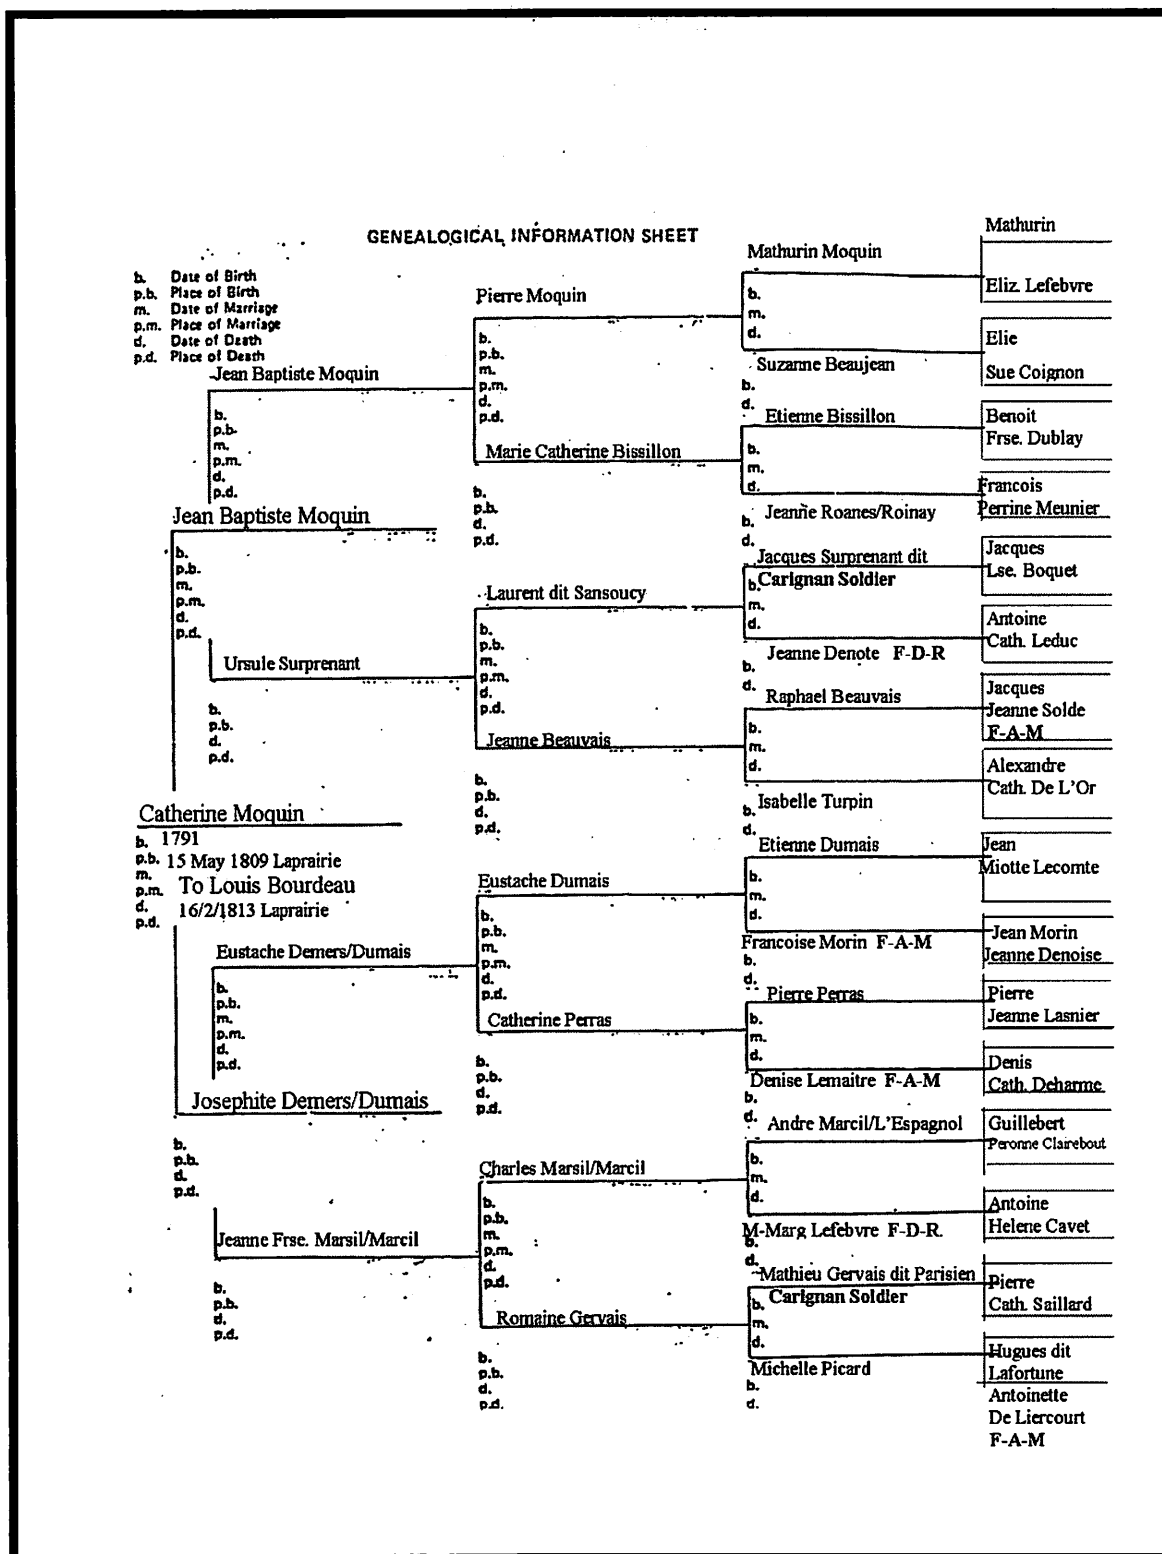 GENEALOGICAL INFORMATION SHEET
b. Date of Birth
p.b. Place of Birth
m. Date of Marriage
p.m. Place of Marriage
d. Date of Death
p.d. Place of Death
Catherine Moquin
b. 1791
p.b. 15 May 1809 Laprairie
m.
p.m. To Louis Bourdeau
d. 16/2/1813 Laprairie
p.d.
Jean Baptiste Moquin
b.
p.b.
m.
p.m.
d.
p.d.
Josephite Demers/Dumais
b.
p.b.
d.
p.d.
Jean Baptiste Moquin
b.
p.b.
m.
p.m.
d.
p.d.
Ursule Surprenant
b.
p.b.
d.
p.d.
Eustache Demers/Dumais
b.
p.b.
m.
p.m.
d.
p.d.
Jeanne Frse. Marsil/Marcil
b.
p.b.
d.
p.d.
Pierre Moquin
b.
p.b.
m.
p.m.
d.
p.d.
Marie Catherine Bissillon
b.
p.b.
d.
p.d.
Laurent dit Sansoucy
b.
p.b.
m.
p.m.
d.
p.d.
Jeanne Beauvais
b.
p.b.
d.
p.d.
Eustache Dumais
b.
p.b.
m.
p.m.
d.
p.d.
Catherine Perras
b.
p.b.
d.
p.d.
Charles Marsil/Marcil
b.
p.b.
m.
p.m.
d.
p.d.
Romaine Gervais
b.
p.b.
d.
p.d.
Mathurin Moquin
b.
m.
d.
Suzanne Beaujean
b.
d.
Etienne Bissillon
b.
m.
d.
Jeanne Roanes/Roinay
b.
d.
Jacques Surprenant dit
b. Carignan Soldier
m.
d.
Jeanne Denote F-D-R
b.
d.
Raphael Beauvais
b.
m.
d.
Isabelle Turpin
b.
d.
Etienne Dumais
b.
m.
d.
Francoise Morin F-A-M
b.
d.
Pierre Perras
b.
m.
d.
Denise Lemaitre F-A-M
b.
d.
Andre Marcil/L'Espagnol
b.
m.
d.
M-Marg Lefebvre F-D-R.
b.
d.
Mathieu Gervais dit Parisien
b. Carignan Soldier
m.
d.
Michelle Picard
b.
d.
Mathurin
Eliz. Lefebvre
Elie
Sue Coignon
Benoit
Frse. Dublay
Francois
Perrine Meunier
Jacques
Lse. Boquet
Antoine
Cath. Leduc
Jacques
Jeanne Solde
F-A-M
Alexandre
Cath. De L'Or
Jean
Miotte Lecomte
Jean Morin
Jeanne Denoise
Pierre
Jeanne Lasnier
Denis
Cath. Deharme
Guillebert
Peronne Clairebout
Antoine
Helene Cavet
Pierre
Cath. Saillard
Hugues dit
Lafortune
Antoinette
De Liercourt
F-A-M